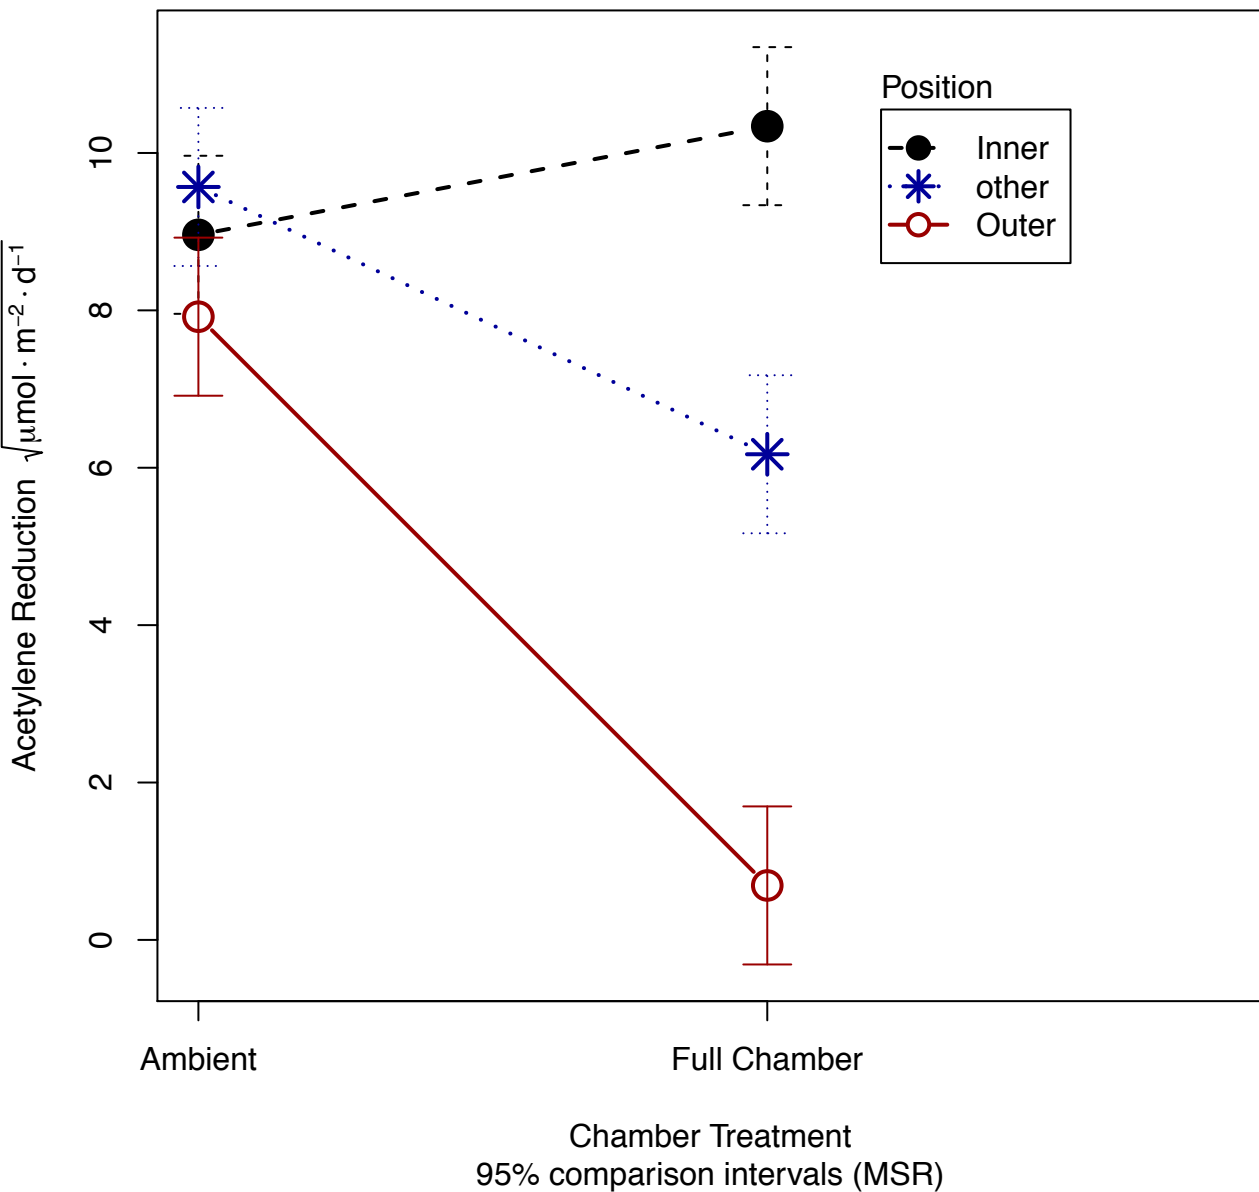 Acetylene Reduction √μmol · m⁻² · d⁻¹
10
8
6
4
2
0
Position
Inner
other
Outer
Ambient
Full Chamber
Chamber Treatment
95% comparison intervals (MSR)